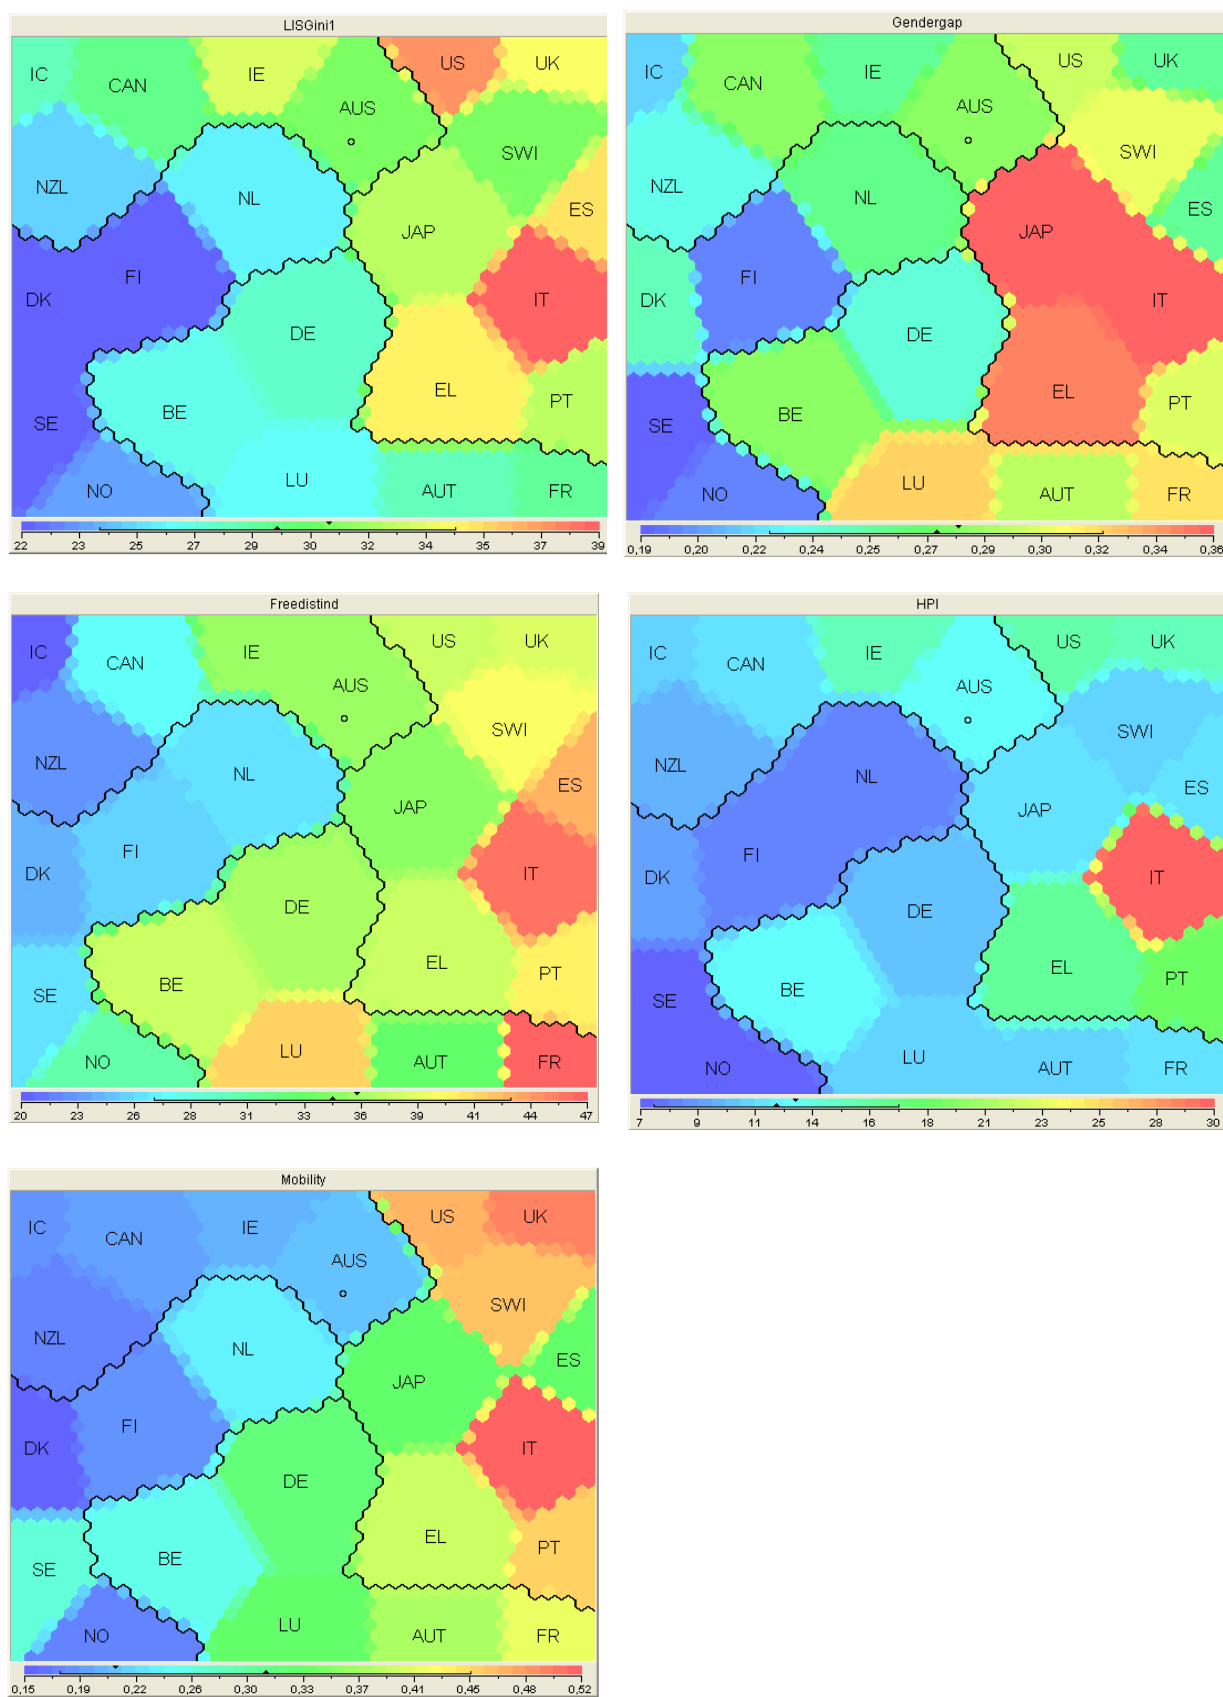 LISGini1
IC CAN IE AUS US UK
NZL NL SWI ES
JAP
FI DK IT
DE
EL PT
BE SE
LU NO AUT FR
22 23 25 27 29 30 32 34 35 37 39
Gendergap
IC CAN IE AUS US UK
NZL NL SWI ES
JAP
FI DK IT
DE
EL PT
BE SE
LU NO AUT FR
0,19 0,20 0,22 0,24 0,25 0,27 0,29 0,30 0,32 0,34 0,36
Freedistind
IC CAN IE AUS US UK
NZL NL SWI ES
JAP
FI DK IT
DE
EL PT
BE SE
LU NO AUT FR
20 23 26 28 31 33 36 39 41 44 47
HPI
IC CAN IE AUS US UK
NZL NL SWI ES
JAP
FI DK IT
DE
EL PT
BE SE
LU NO AUT FR
7 9 11 14 16 18 21 23 25 28 30
Mobility
IC CAN IE AUS US UK
NZL NL SWI ES
JAP
FI DK IT
DE
EL PT
BE SE
LU NO AUT FR
0,15 0,19 0,22 0,26 0,30 0,33 0,37 0,41 0,45 0,48 0,52